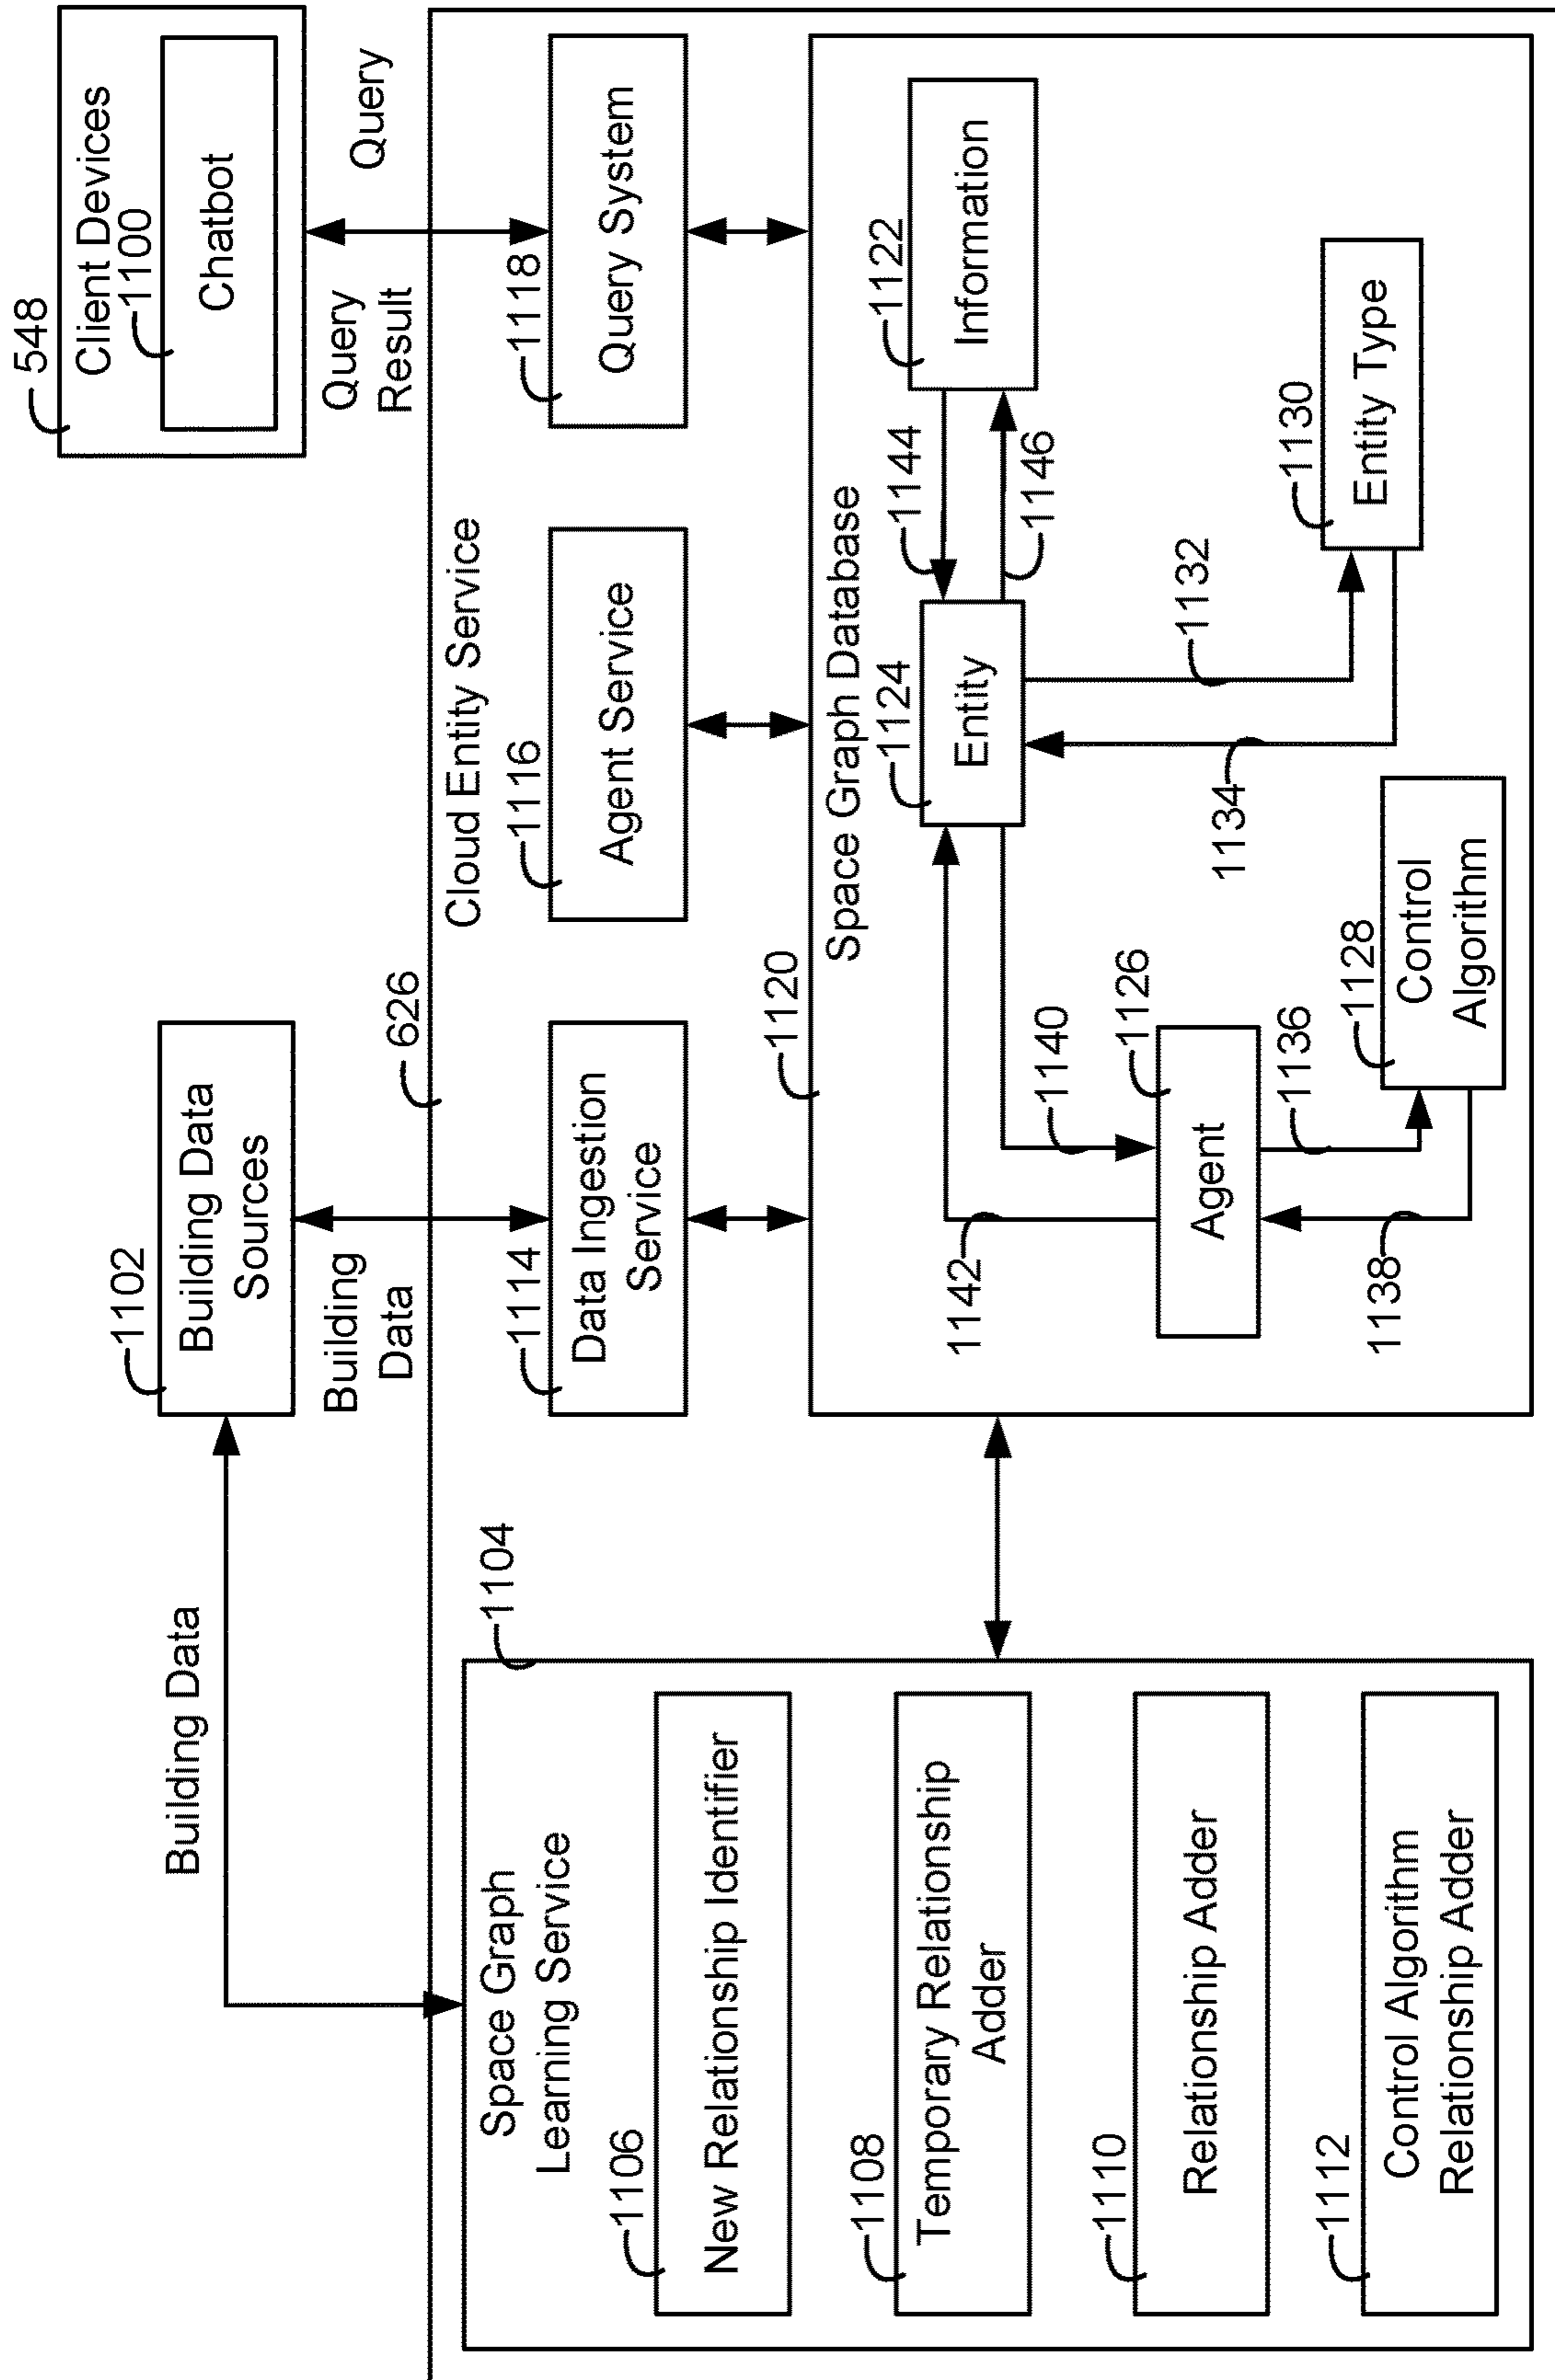 548
Client Devices
1100
Chatbot
1102
Building Data
Sources
Building Data
Building
Data
Query
Result
Query
626
Cloud Entity Service
1104
Space Graph
Learning Service
1106
New Relationship Identifier
1108
Temporary Relationship
Adder
1110
Relationship Adder
1112
Control Algorithm
Relationship Adder
1114
Data Ingestion
Service
1116
Agent Service
1118
Query System
1120
Space Graph Database
1142
1140
1126
Agent
1138
1136
1128
Control
Algorithm
1124
Entity
1144
1146
1122
Information
1134
1132
1130
Entity Type